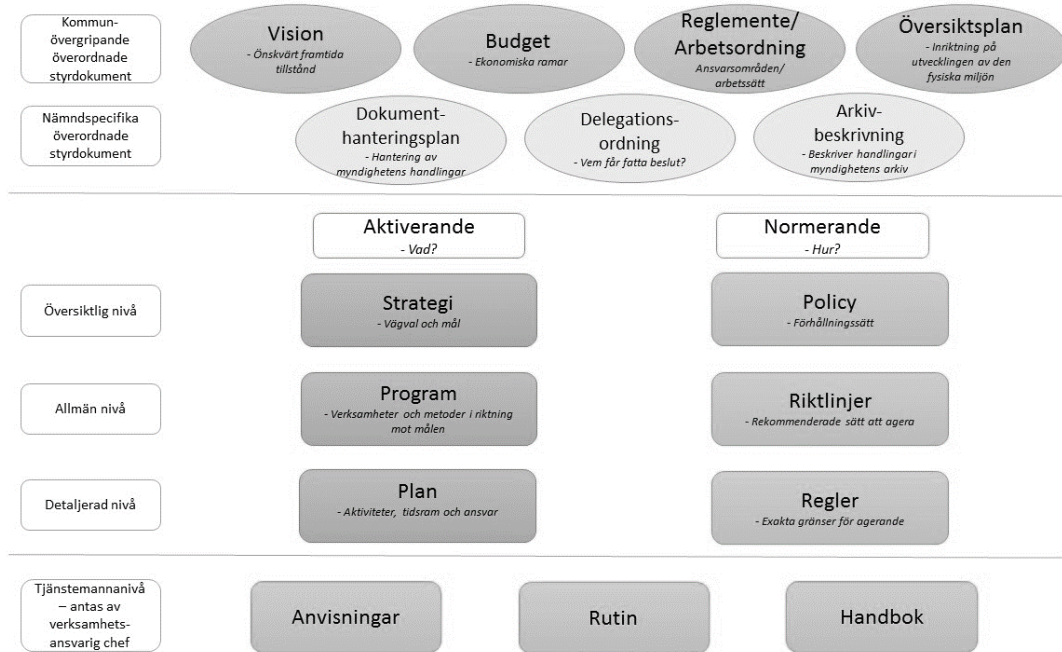 Kommun-
övergripande
överordnade
styrdokument
Vision
- Önskvärt framtida
tillstånd
Budget
- Ekonomiska ramar
Reglemente/
Arbetsordning
Ansvarsområden/
arbetssätt
Översiktsplan
- Inriktning på
utvecklingen av den
fysiska miljön
Nämndspecifika
överordnade
styrdokument
Dokument-
hanteringsplan
- Hantering av
myndighetens handlingar
Delegations-
ordning
- Vem får fatta beslut?
Arkiv-
beskrivning
- Beskriver handlingar i
myndighetens arkiv
Aktiverande
- Vad?
Normerande
- Hur?
Översiktlig nivå
Strategi
- Vägval och mål
Policy
- Förhållningssätt
Allmän nivå
Program
- Verksamheter och metoder i riktning
mot målen
Riktlinjer
- Rekommenderade sätt att agera
Detaljerad nivå
Plan
- Aktiviteter, tidsram och ansvar
Regler
- Exakta gränser för agerande
Tjänstemannanivå
– antas av
verksamhets-
ansvarig chef
Anvisningar
Rutin
Handbok